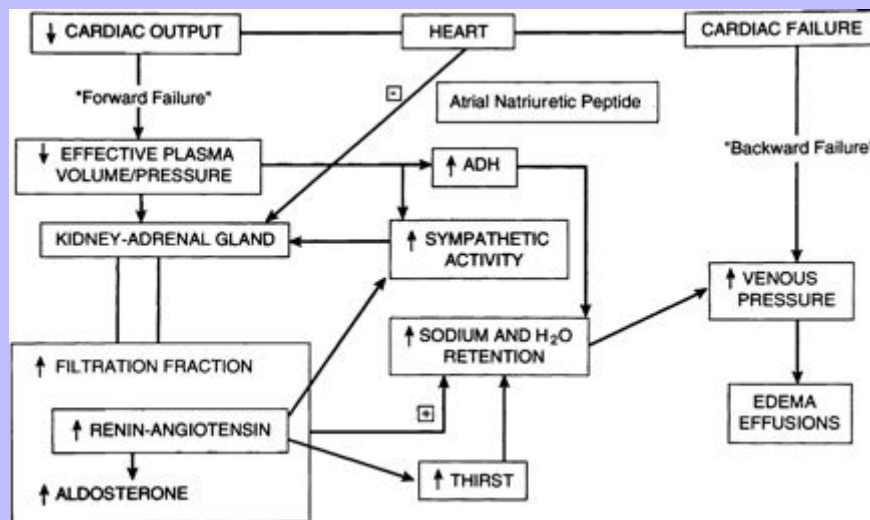 ↓ CARDIAC OUTPUT
HEART
CARDIAC FAILURE
"Forward Failure"
-
Atrial Natriuretic Peptide
"Backward Failure"
↓ EFFECTIVE PLASMA
VOLUME/PRESSURE
↑ ADH
KIDNEY-ADRENAL GLAND
↑ SYMPATHETIC
ACTIVITY
↑ VENOUS
PRESSURE
↑ SODIUM AND H₂O
RETENTION
↑ FILTRATION FRACTION
EDEMA
EFFUSIONS
+
↑ RENIN-ANGIOTENSIN
↑ THIRST
↑ ALDOSTERONE